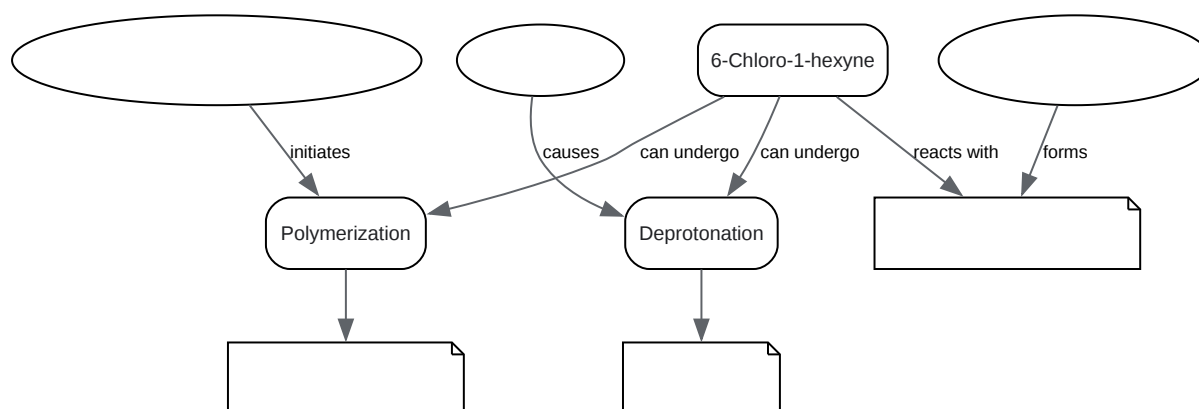 6-Chloro-1-hexyne
initiates
causes
can undergo
can undergo
reacts with
forms
Polymerization
Deprotonation